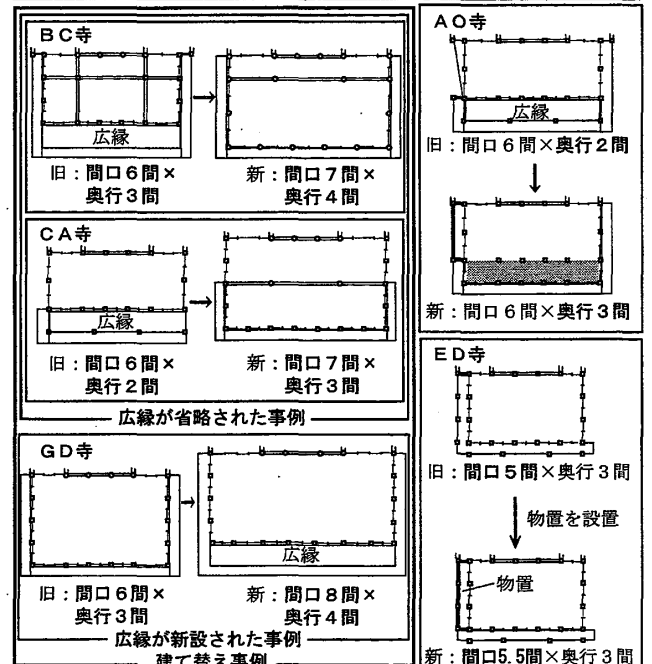 BC寺
広縁
旧：間口6間×
奥行3間
新：間口7間×
奥行4間
CA寺
広縁
旧：間口6間×
奥行2間
新：間口7間×
奥行3間
広縁が省略された事例
GD寺
広縁
旧：間口6間×
奥行3間
新：間口8間×
奥行4間
広縁が新設された事例
建て替え事例
AO寺
広縁
旧：間口6間×奥行2間
新：間口6間×奥行3間
ED寺
旧：間口5間×奥行3間
物置を設置
物置
新：間口5.5間×奥行3間